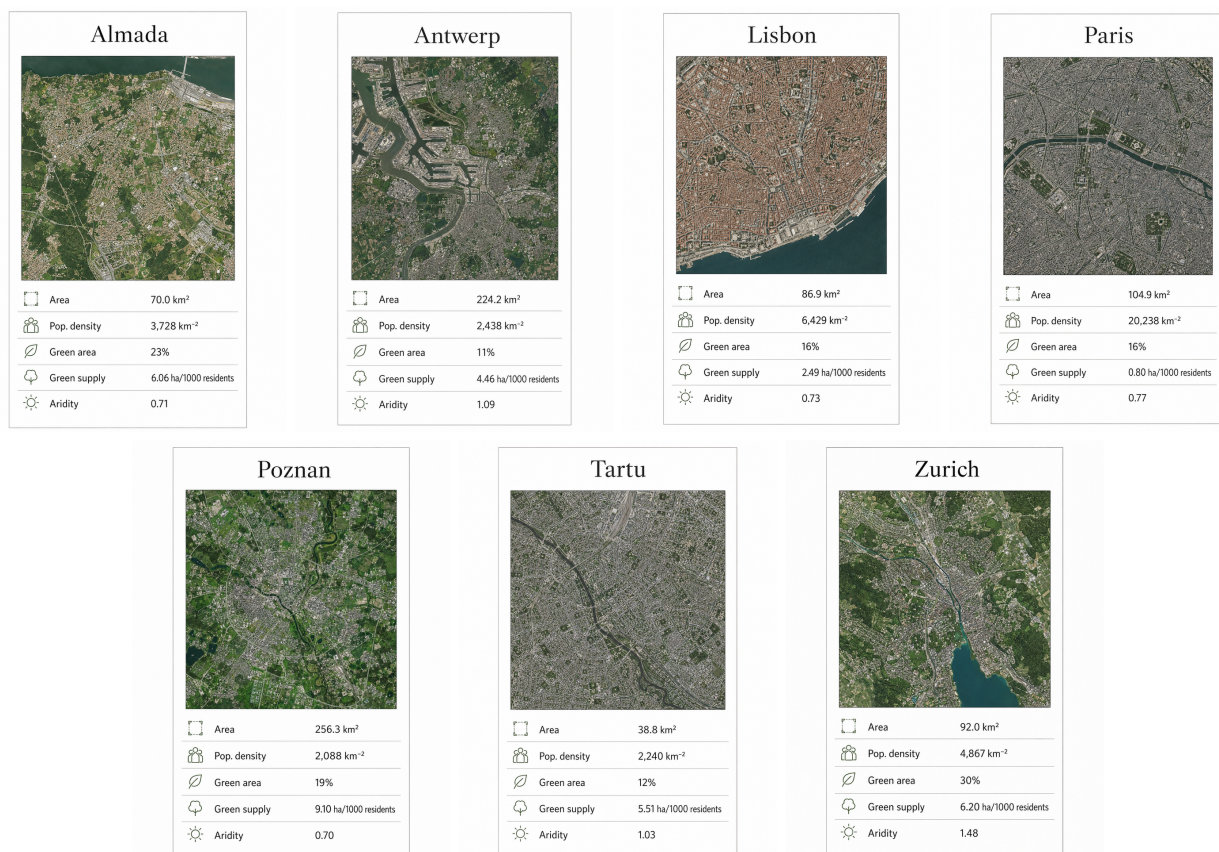 Almada
Area 70.0 km²
Pop. density 3,728 km⁻²
Green area 23%
Green supply 6.06 ha/1000 residents
Aridity 0.71
Antwerp
Area 224.2 km²
Pop. density 2,438 km⁻²
Green area 11%
Green supply 4.46 ha/1000 residents
Aridity 1.09
Lisbon
Area 86.9 km²
Pop. density 6,429 km⁻²
Green area 16%
Green supply 2.49 ha/1000 residents
Aridity 0.73
Paris
Area 104.9 km²
Pop. density 20,238 km⁻²
Green area 16%
Green supply 0.80 ha/1000 residents
Aridity 0.77
Poznan
Area 256.3 km²
Pop. density 2,088 km⁻²
Green area 19%
Green supply 9.10 ha/1000 residents
Aridity 0.70
Tartu
Area 38.8 km²
Pop. density 2,240 km⁻²
Green area 12%
Green supply 5.51 ha/1000 residents
Aridity 1.03
Zurich
Area 92.0 km²
Pop. density 4,867 km⁻²
Green area 30%
Green supply 6.20 ha/1000 residents
Aridity 1.48